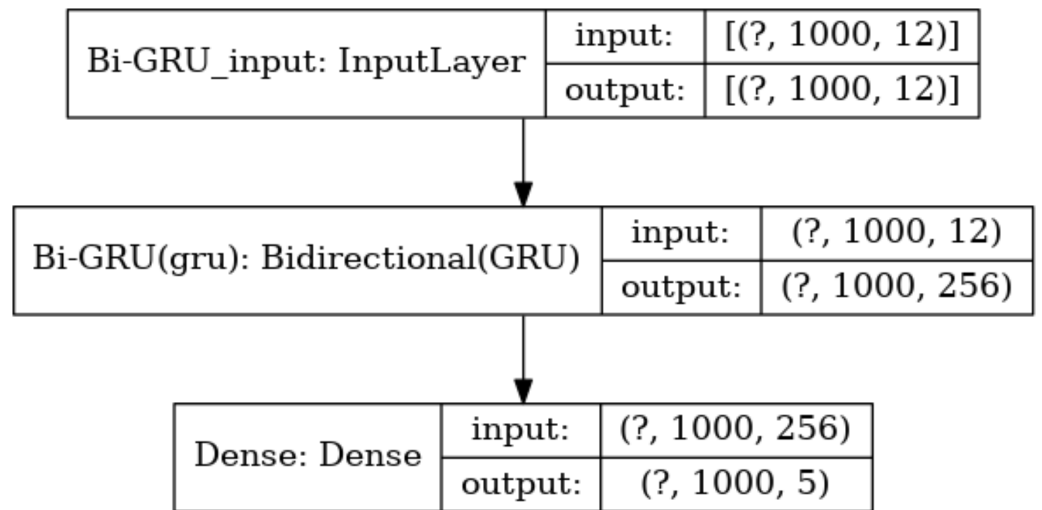 Bi-GRU_input: InputLayer
input: [(?, 1000, 12)]
output: [(?, 1000, 12)]
Bi-GRU(gru): Bidirectional(GRU)
input: (?, 1000, 12)
output: (?, 1000, 256)
Dense: Dense
input: (?, 1000, 256)
output: (?, 1000, 5)